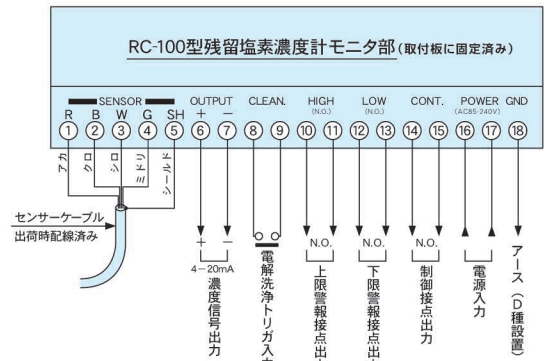 RC-100型残留塩素濃度計モニタ部(取付板に固定済み)
SENSOR OUTPUT CLEAN. HIGH LOW CONT. POWER GND
(N.O.) (N.O.) (AC85-240V)
R B W G SH + −
① ② ③ ④ ⑤ ⑥ ⑦ ⑧ ⑨ ⑩ ⑪ ⑫ ⑬ ⑭ ⑮ ⑯ ⑰ ⑱
アカ
クロ
シロ
ミドリ
シールド
センサーケーブル
出荷時配線済み
+ −
4−20mA
濃度信号出力
電解洗浄トリガ入力
N.O.
上限警報接点出力
N.O.
下限警報接点出力
N.O.
制御接点出力
電源入力
アース(D種設置)